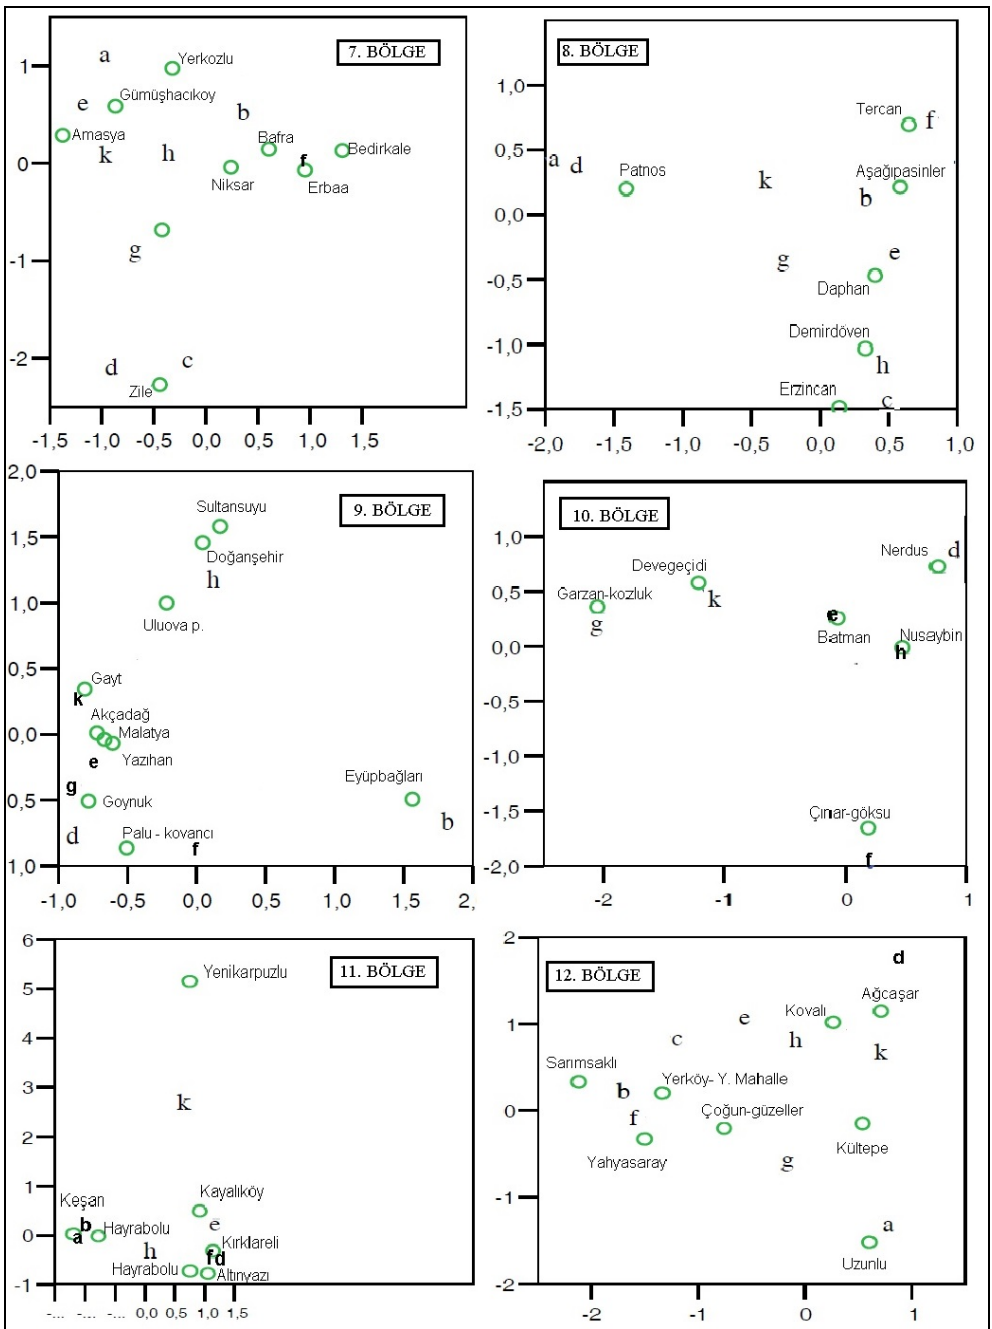 7. BÖLGE
a
Yerkozlu
1
e
Gümüşhacıkoy
b
Amasya
k
h
Bafra
f
Bedirkale
0
Niksar
Erbaa
g
-1
-2
d
c
Zile
-1,5 -1,0 -0,5 0,0 0,5 1,0 1,5
8. BÖLGE
1,0
Tercan
f
0,5
a
d
Patnos
k
Aşağıpasinler
b
0,0
g
e
-0,5
Daphan
Demirdöven
-1,0
h
Erzincan
c
-1,5
-2,0 -1,5 -1,0 -0,5 0,0 0,5 1,0
9. BÖLGE
2,0
Sultansuyu
1,5
Doğanşehir
h
1,0
Uluova p.
0,5
Gayt
k
Akçadağ
0,0
Malatya
e
Yazıhan
g
Eyüpbağları
0,5
Goynuk
b
d
Palu - kovancı
f
1,0
-1,0 -0,5 0,0 0,5 1,0 1,5 2,
10. BÖLGE
1,0
Nerdus
d
Devegeçidi
0,5
Garzan-kozluk
k
g
e
Batman
Nusaybin
h
0,0
-0,5
-1,0
-1,5
Çınar-göksu
f
-2,0
-2 -1 0 1
11. BÖLGE
6
Yenikarpuzlu
5
4
3
k
2
1
Kayalıköy
Keşan
b
e
0
a
Hayrabolu
Kırklareli
h
f
d
Hayrabolu
Altınyazı
-1
-... -... -... 0,0 0,5 1,0 1,5
12. BÖLGE
2
d
Ağcaşar
Kovalı
1
e
c
h
k
Sarımsaklı
Yerköy- Y. Mahalle
b
f
Çoğun-güzeller
0
Yahyasaray
Kültepe
g
-1
a
Uzunlu
-2
-2 -1 0 1